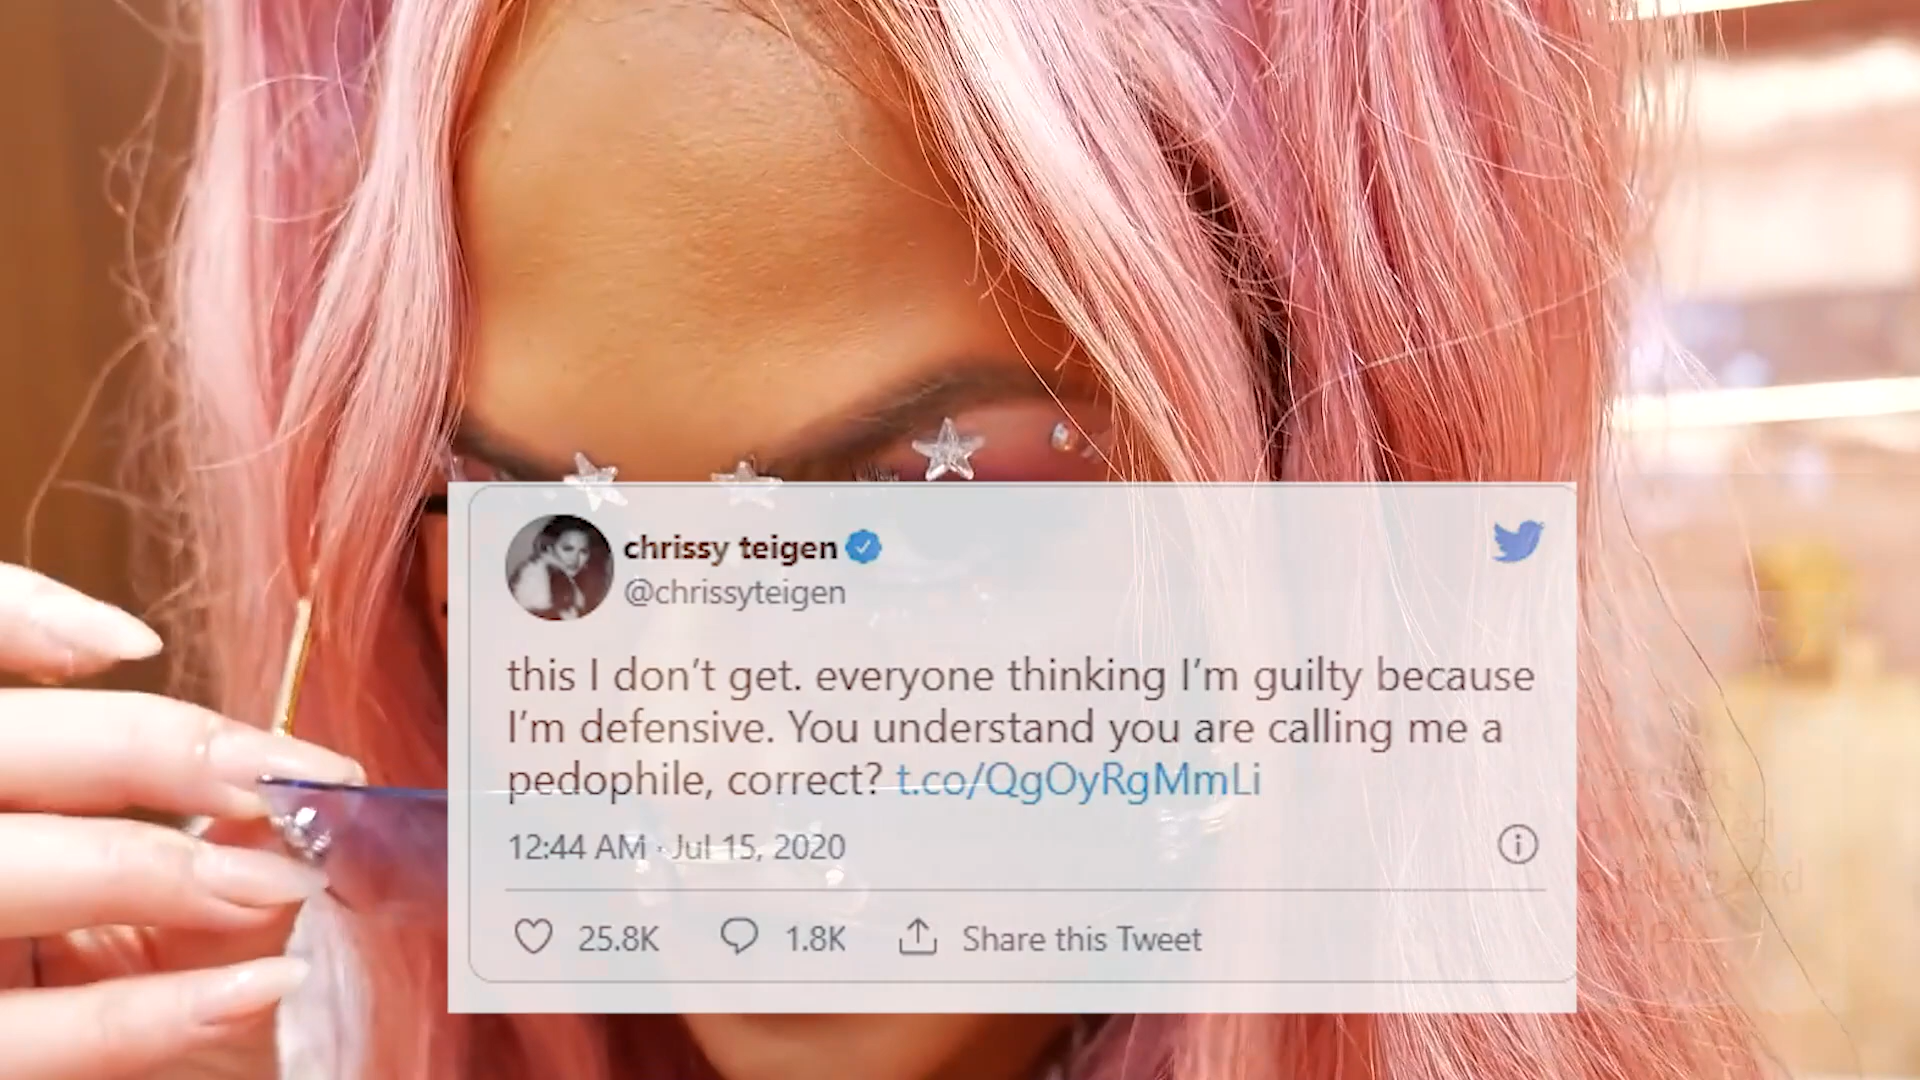 chrissy teigen
@chrissyteigen
this I don't get. everyone thinking I'm guilty because
I'm defensive. You understand you are calling me a
pedophile, correct? t.co/QgOyRgMmLi
12:44 AM · Jul 15, 2020
25.8K 1.8K Share this Tweet